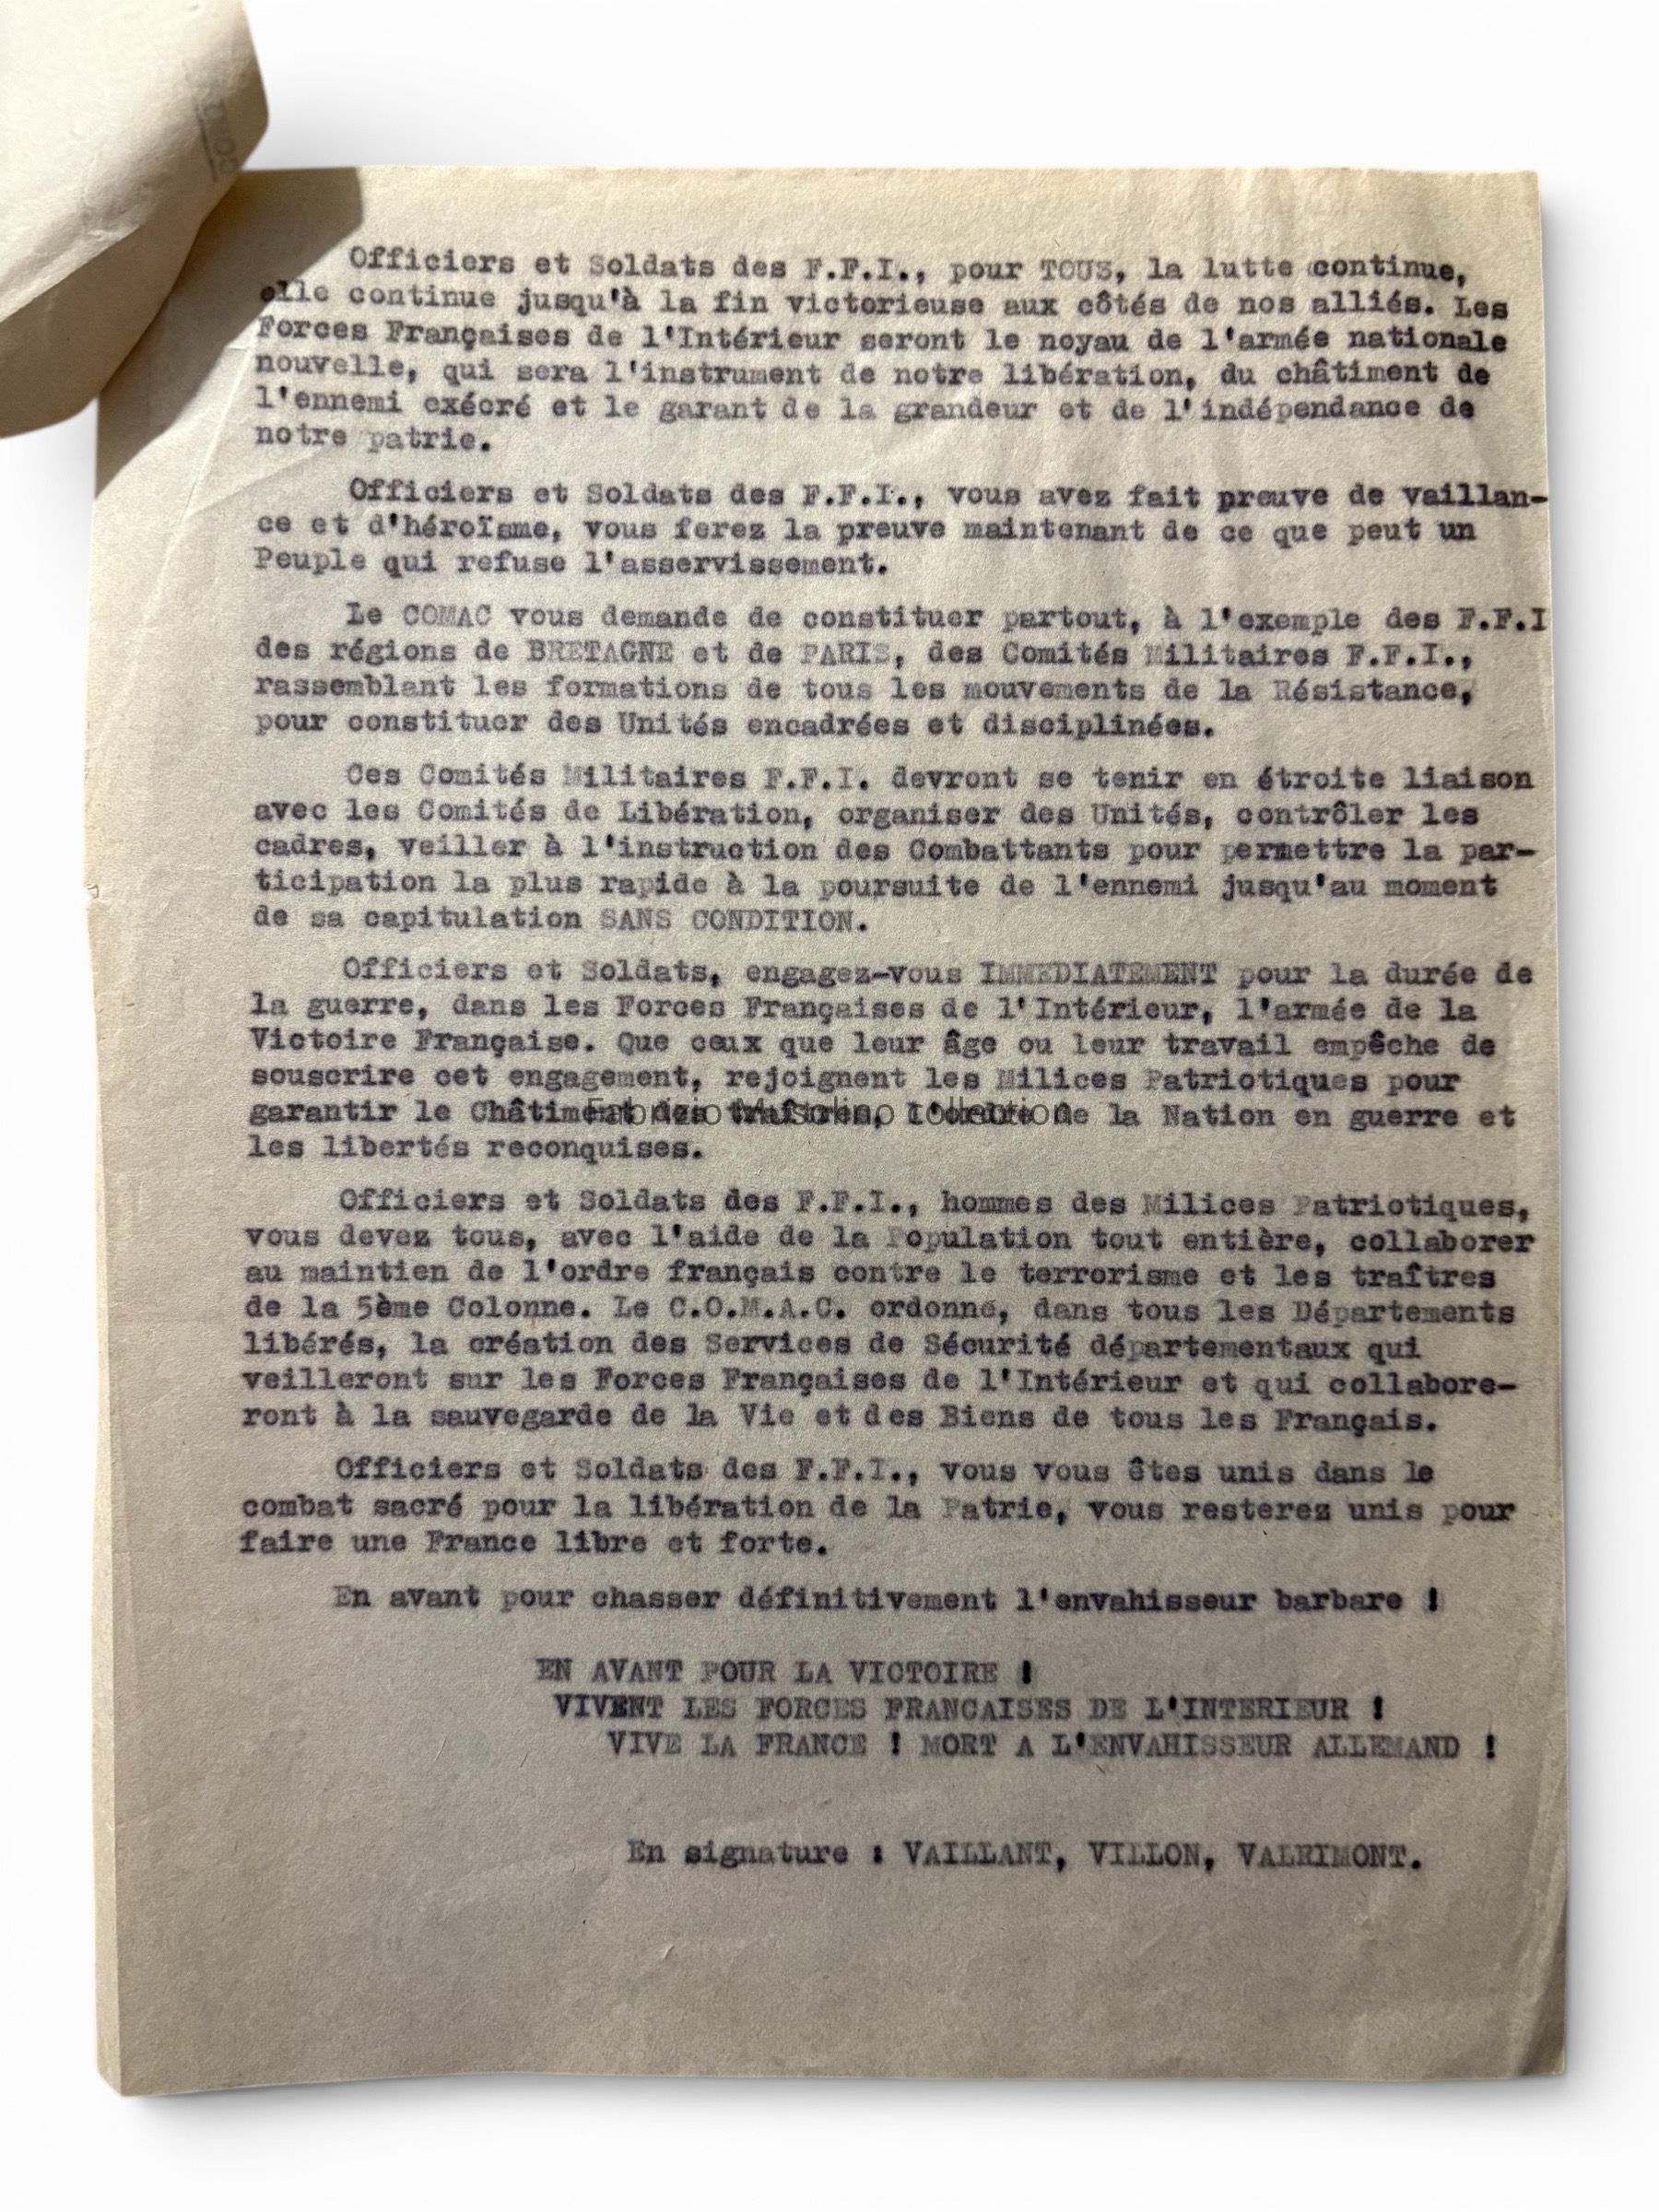 Officiers et Soldats des F.F.I., pour TOUS, la lutte continue,
elle continue jusqu'à la fin victorieuse aux côtés de nos alliés. Les
Forces Françaises de l'Intérieur seront le noyau de l'armée nationale
nouvelle, qui sera l'instrument de notre libération, du châtiment de
l'ennemi exécré et le garant de la grandeur et de l'indépendance de
notre patrie.
Officiers et Soldats des F.F.I., vous avez fait preuve de vaillan-
ce et d'héroïsme, vous ferez la preuve maintenant de ce que peut un
Peuple qui refuse l'asservissement.
Le COMAC vous demande de constituer partout, à l'exemple des F.F.I
des régions de BRETAGNE et de PARIS, des Comités Militaires F.F.I.,
rassemblant les formations de tous les mouvements de la Résistance,
pour constituer des Unités encadrées et disciplinées.
Ces Comités Militaires F.F.I. devront se tenir en étroite liaison
avec les Comités de Libération, organiser des Unités, contrôler les
cadres, veiller à l'instruction des Combattants pour permettre la par-
ticipation la plus rapide à la poursuite de l'ennemi jusqu'au moment
de sa capitulation SANS CONDITION.
Officiers et Soldats, engagez-vous IMMEDIATEMENT pour la durée de
la guerre, dans les Forces Françaises de l'Intérieur, l'armée de la
Victoire Française. Que ceux que leur âge ou leur travail empêche de
souscrire cet engagement, rejoignent les Milices Patriotiques pour
garantir le Châtiment des traîtres, l'ordre de la Nation en guerre et
Fabrizio Mustolino collection
les libertés reconquises.
Officiers et Soldats des F.F.I., hommes des Milices Patriotiques,
vous devez tous, avec l'aide de la Population tout entière, collaborer
au maintien de l'ordre français contre le terrorisme et les traîtres
de la 5ème Colonne. Le C.O.M.A.C. ordonne, dans tous les Départements
libérés, la création des Services de Sécurité départementaux qui
veilleront sur les Forces Françaises de l'Intérieur et qui collabore-
ront à la sauvegarde de la Vie et des Biens de tous les Français.
Officiers et Soldats des F.F.I., vous vous êtes unis dans le
combat sacré pour la libération de la Patrie, vous resterez unis pour
faire une France libre et forte.
En avant pour chasser définitivement l'envahisseur barbare !
EN AVANT POUR LA VICTOIRE !
VIVENT LES FORCES FRANCAISES DE L'INTERIEUR !
VIVE LA FRANCE ! MORT A L'ENVAHISSEUR ALLEMAND !
En signature : VAILLANT, VILLON, VALRIMONT.